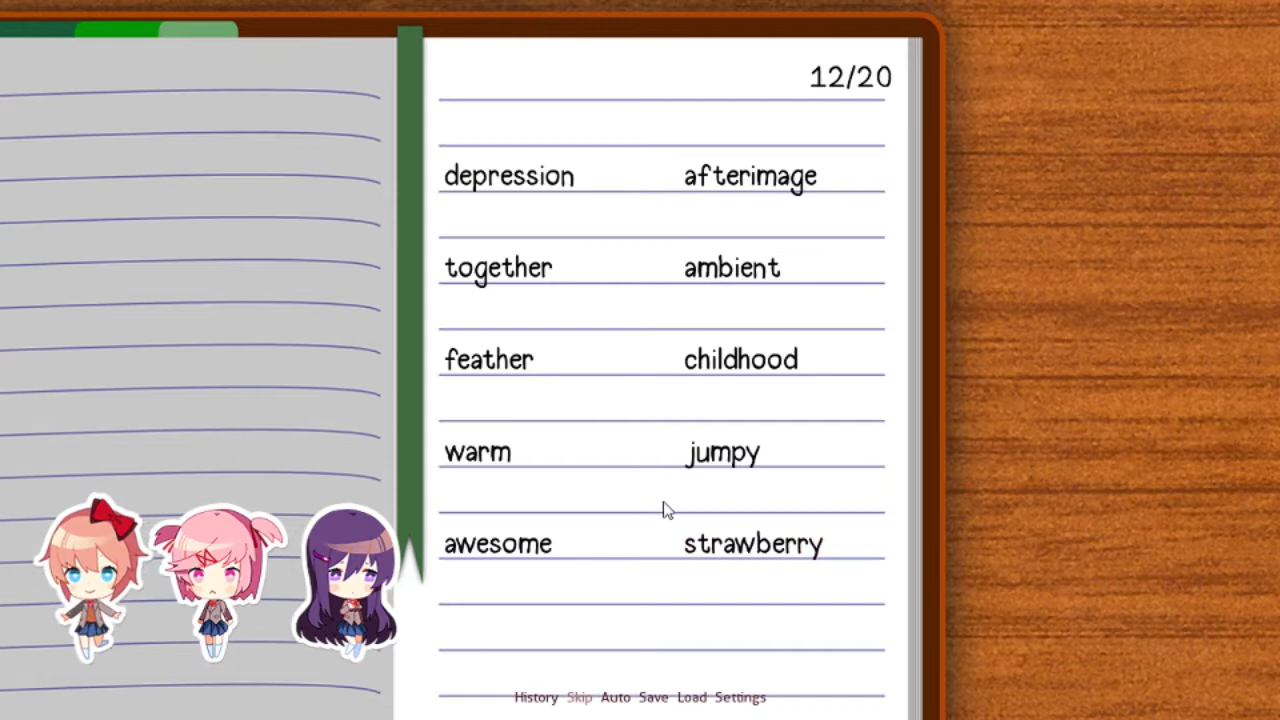 12/20
depression afterimage
together ambient
feather childhood
warm jumpy
awesome strawberry
History Skip Auto Save Load Settings